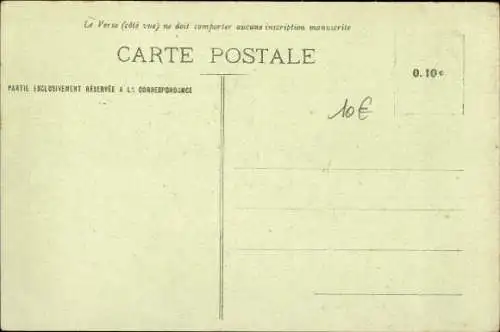 Le Verso (côté vue) ne doit comporter aucune inscription manuscrite
CARTE POSTALE
0.10 c
PARTIE EXCLUSIVEMENT RÉSERVÉE A LA CORRESPONDANCE
10€